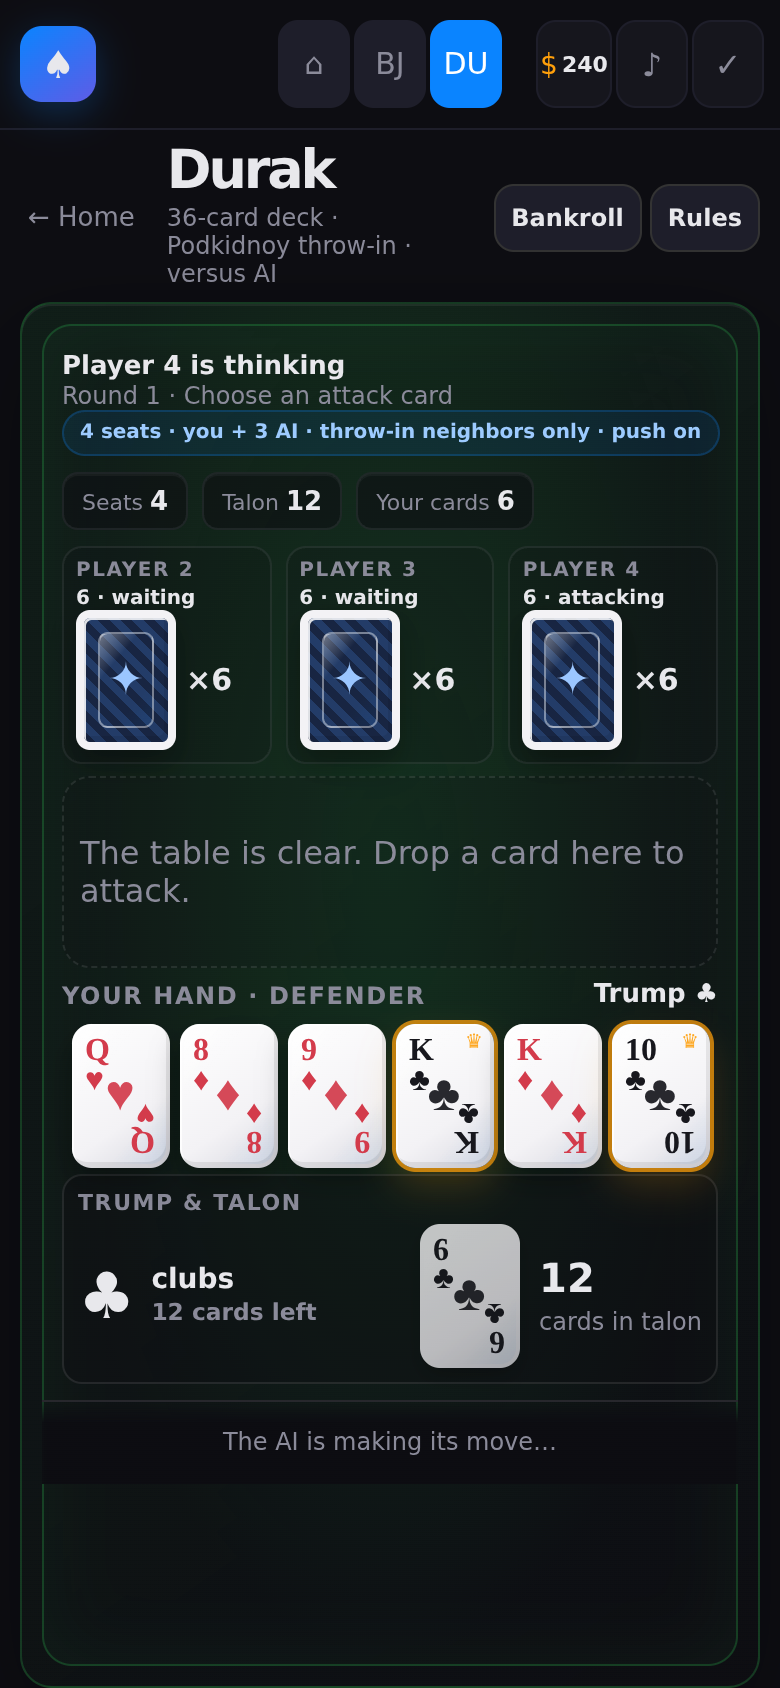 ♠ ⌂ BJ DU $ 240 ♪ ✓
Durak
← Home
36-card deck ·
Podkidnoy throw-in ·
versus AI
Bankroll Rules
Player 4 is thinking
Round 1 · Choose an attack card
4 seats · you + 3 AI · throw-in neighbors only · push on
Seats 4 Talon 12 Your cards 6
PLAYER 2 PLAYER 3 PLAYER 4
6 · waiting 6 · waiting 6 · attacking
×6 ×6 ×6
The table is clear. Drop a card here to
attack.
YOUR HAND · DEFENDER Trump ♣
Q 8 9 K K 10
♥ ♦ ♦ ♣ ♦ ♣
Q 8 9 K K 10
TRUMP & TALON
♣ clubs
12 cards left
6
♣
6
12
cards in talon
The AI is making its move…